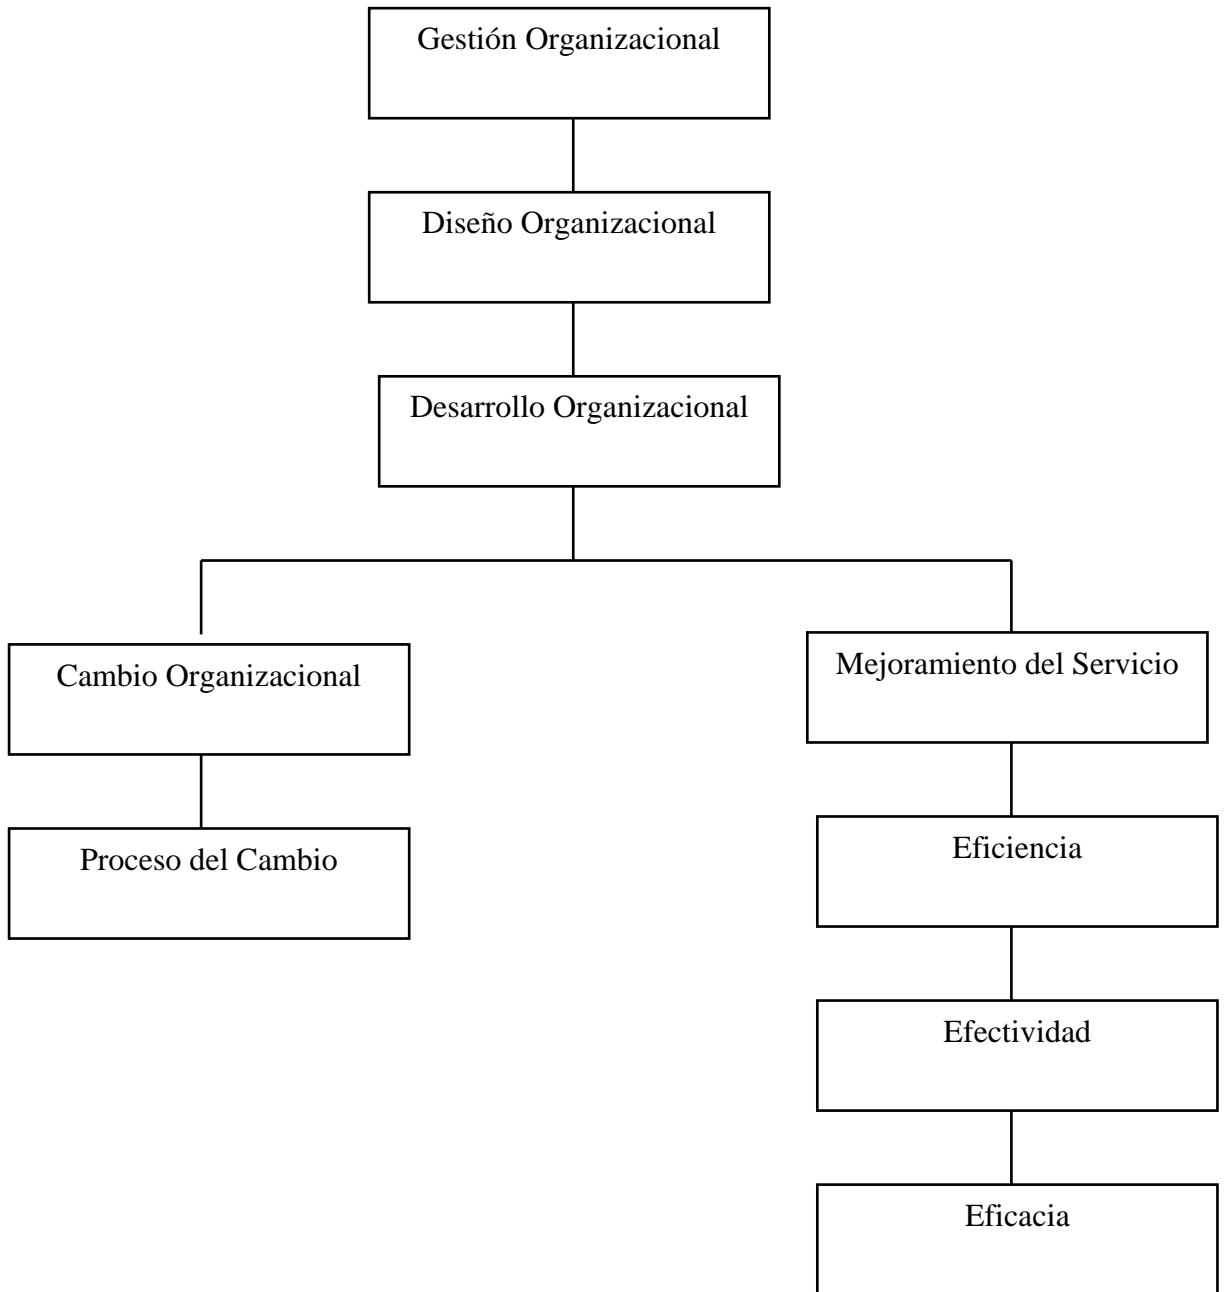 Gestión Organizacional
Diseño Organizacional
Desarrollo Organizacional
Cambio Organizacional
Mejoramiento del Servicio
Proceso del Cambio
Eficiencia
Efectividad
Eficacia